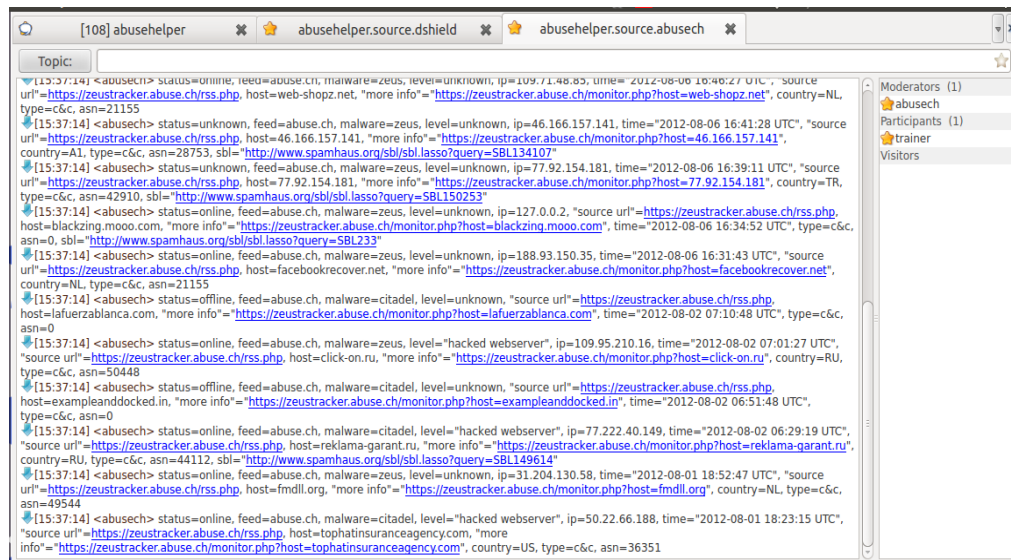 [108] abusehelper
abusehelper.source.dshield
abusehelper.source.abusech
Topic:
[15:37:14] <abusech> status=online, feed=abuse.ch, malware=zeus, level=unknown, ip=109.71.48.85, time="2012-08-06 16:46:27 UTC", "source
url"=https://zeustracker.abuse.ch/rss.php, host=web-shopz.net, "more info"="https://zeustracker.abuse.ch/monitor.php?host=web-shopz.net", country=NL,
type=c&c, asn=21155
[15:37:14] <abusech> status=unknown, feed=abuse.ch, malware=zeus, level=unknown, ip=46.166.157.141, time="2012-08-06 16:41:28 UTC", "source
url"=https://zeustracker.abuse.ch/rss.php, host=46.166.157.141, "more info"="https://zeustracker.abuse.ch/monitor.php?host=46.166.157.141",
country=A1, type=c&c, asn=28753, sbl="http://www.spamhaus.org/sbl/sbl.lasso?query=SBL134107"
[15:37:14] <abusech> status=unknown, feed=abuse.ch, malware=zeus, level=unknown, ip=77.92.154.181, time="2012-08-06 16:39:11 UTC", "source
url"=https://zeustracker.abuse.ch/rss.php, host=77.92.154.181, "more info"="https://zeustracker.abuse.ch/monitor.php?host=77.92.154.181", country=TR,
type=c&c, asn=42910, sbl="http://www.spamhaus.org/sbl/sbl.lasso?query=SBL150253"
[15:37:14] <abusech> status=online, feed=abuse.ch, malware=zeus, level=unknown, ip=127.0.0.2, "source url"=https://zeustracker.abuse.ch/rss.php,
host=blackzing.mooo.com, "more info"="https://zeustracker.abuse.ch/monitor.php?host=blackzing.mooo.com", time="2012-08-06 16:34:52 UTC", type=c&c,
asn=0, sbl="http://www.spamhaus.org/sbl/sbl.lasso?query=SBL233"
[15:37:14] <abusech> status=online, feed=abuse.ch, malware=zeus, level=unknown, ip=188.93.150.35, time="2012-08-06 16:31:43 UTC", "source
url"=https://zeustracker.abuse.ch/rss.php, host=facebookrecover.net, "more info"="https://zeustracker.abuse.ch/monitor.php?host=facebookrecover.net",
country=NL, type=c&c, asn=21155
[15:37:14] <abusech> status=offline, feed=abuse.ch, malware=citadel, level=unknown, "source url"=https://zeustracker.abuse.ch/rss.php,
host=lafuerzablanca.com, "more info"="https://zeustracker.abuse.ch/monitor.php?host=lafuerzablanca.com", time="2012-08-02 07:10:48 UTC", type=c&c,
asn=0
[15:37:14] <abusech> status=online, feed=abuse.ch, malware=citadel, level="hacked webserver", ip=109.95.210.16, time="2012-08-02 07:01:27 UTC",
"source url"=https://zeustracker.abuse.ch/rss.php, host=click-on.ru, "more info"="https://zeustracker.abuse.ch/monitor.php?host=click-on.ru", country=RU,
type=c&c, asn=50448
[15:37:14] <abusech> status=offline, feed=abuse.ch, malware=citadel, level=unknown, "source url"=https://zeustracker.abuse.ch/rss.php,
host=exampleanddocked.in, "more info"="https://zeustracker.abuse.ch/monitor.php?host=exampleanddocked.in", time="2012-08-02 06:51:48 UTC",
type=c&c, asn=0
[15:37:14] <abusech> status=online, feed=abuse.ch, malware=citadel, level="hacked webserver", ip=77.222.40.149, time="2012-08-02 06:29:19 UTC",
"source url"=https://zeustracker.abuse.ch/rss.php, host=reklama-garant.ru, "more info"="https://zeustracker.abuse.ch/monitor.php?host=reklama-garant.ru",
country=RU, type=c&c, asn=44112, sbl="http://www.spamhaus.org/sbl/sbl.lasso?query=SBL149614"
[15:37:14] <abusech> status=online, feed=abuse.ch, malware=citadel, level=unknown, ip=31.204.130.58, time="2012-08-01 18:52:47 UTC", "source
url"=https://zeustracker.abuse.ch/rss.php, host=fmdll.org, "more info"="https://zeustracker.abuse.ch/monitor.php?host=fmdll.org", country=NL, type=c&c,
asn=49544
[15:37:14] <abusech> status=online, feed=abuse.ch, malware=citadel, level="hacked webserver", ip=50.22.66.188, time="2012-08-01 18:23:15 UTC",
"source url"=https://zeustracker.abuse.ch/rss.php, host=tophatinsuranceagency.com, "more
info"="https://zeustracker.abuse.ch/monitor.php?host=tophatinsuranceagency.com", country=US, type=c&c, asn=36351
Moderators (1)
abusech
Participants (1)
trainer
Visitors